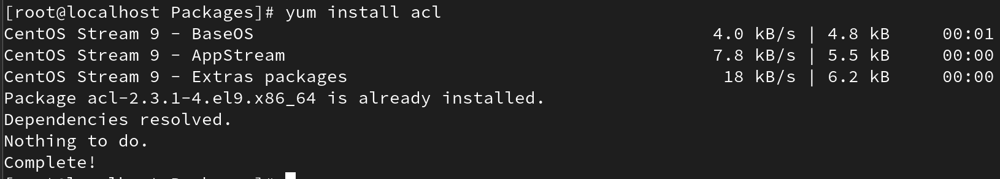 [root@localhost Packages]# yum install acl
CentOS Stream 9 - BaseOS 4.0 kB/s | 4.8 kB 00:01
CentOS Stream 9 - AppStream 7.8 kB/s | 5.5 kB 00:00
CentOS Stream 9 - Extras packages 18 kB/s | 6.2 kB 00:00
Package acl-2.3.1-4.el9.x86_64 is already installed.
Dependencies resolved.
Nothing to do.
Complete!